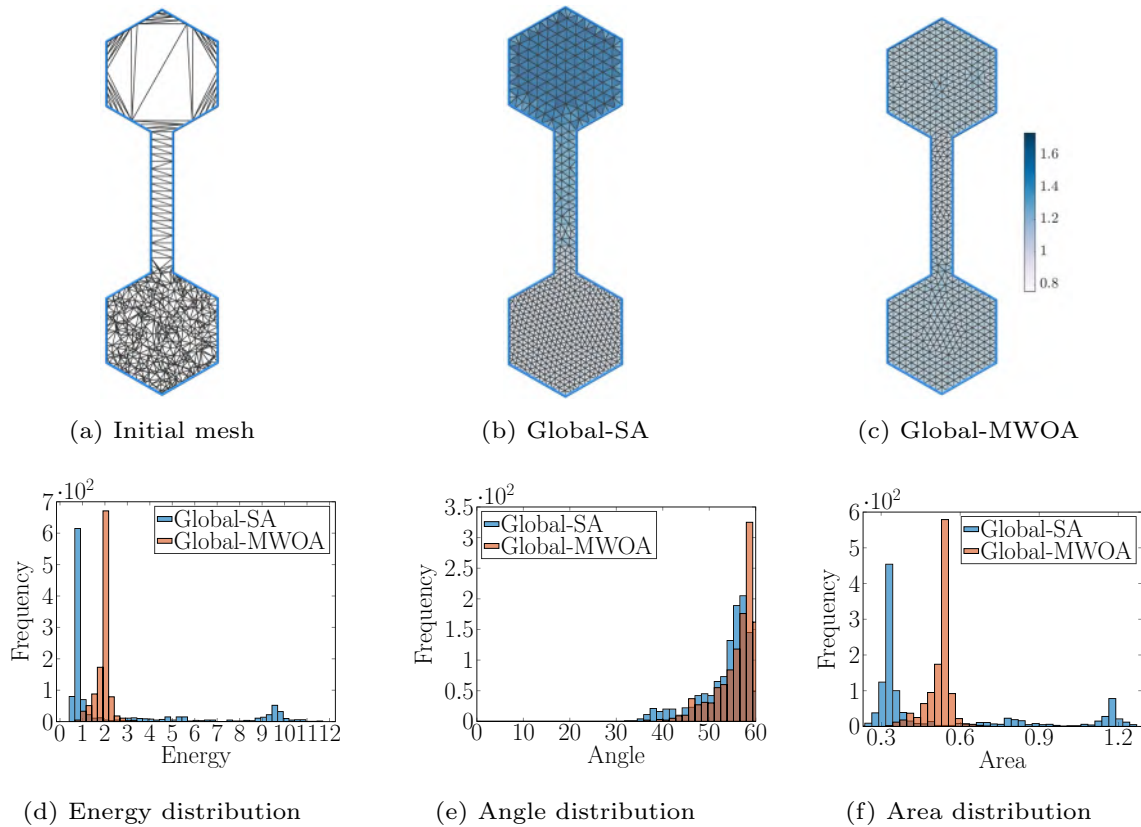 1.6
1.4
1.2
1
0.8
(a) Initial mesh
(b) Global-SA
(c) Global-MWOA
·10²
7
6
5
4
3
2
1
0
Frequency
Global-SA
Global-MWOA
0 1 2 3 4 5 6 7 8 9 10 11 12
Energy
·10²
3.5
3
2.5
2
1.5
1
0.5
0
Frequency
Global-SA
Global-MWOA
0 10 20 30 40 50 60
Angle
·10²
6
5
4
3
2
1
0
Frequency
Global-SA
Global-MWOA
0.3 0.6 0.9 1.2
Area
(d) Energy distribution
(e) Angle distribution
(f) Area distribution